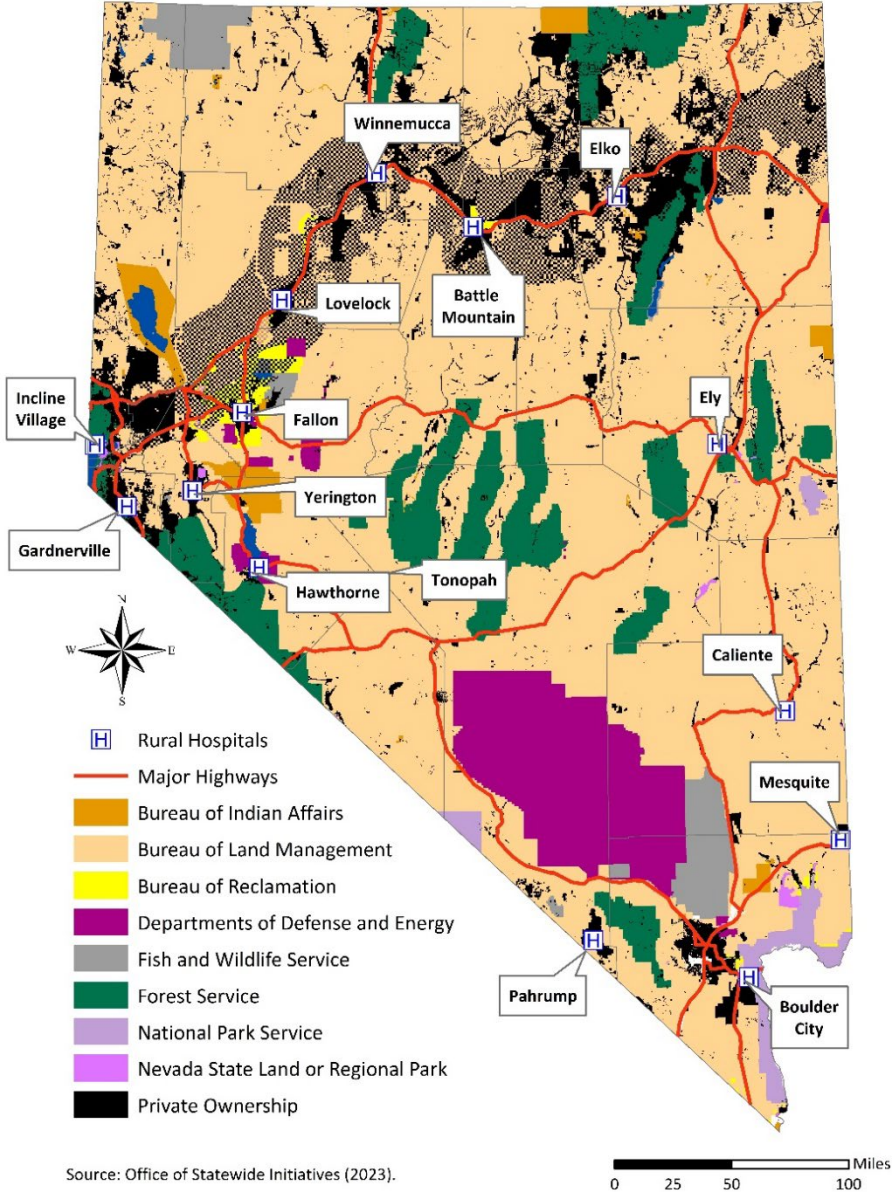 Winnemucca
Elko
Lovelock
Battle
Mountain
Incline
Village
Fallon
Ely
Yerington
Gardnerville
Hawthorne
Tonopah
N
W
E
S
Caliente
Mesquite
Pahrump
Boulder
City
H Rural Hospitals
Major Highways
Bureau of Indian Affairs
Bureau of Land Management
Bureau of Reclamation
Departments of Defense and Energy
Fish and Wildlife Service
Forest Service
National Park Service
Nevada State Land or Regional Park
Private Ownership
Source: Office of Statewide Initiatives (2023).
Miles
0 25 50 100